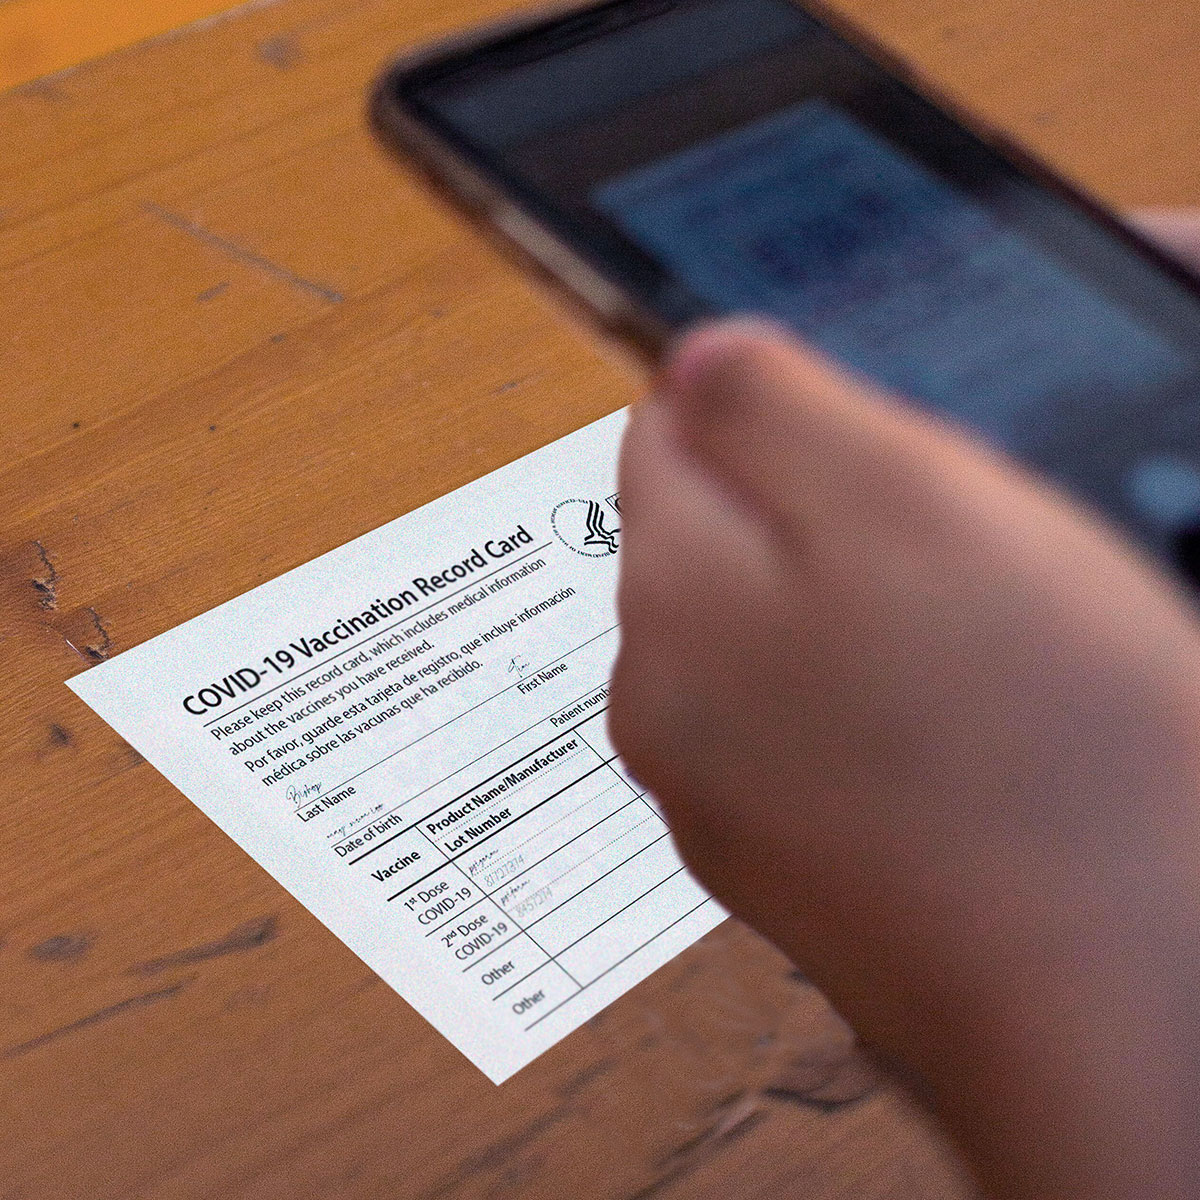 COVID-19 Vaccination Record Card
Please keep this record card, which includes medical information
about the vaccines you have received.
Por favor, guarde esta tarjeta de registro, que incluye información
médica sobre las vacunas que ha recibido.
Bishop
Tim
Last Name
First Name
Date of birth
Patient
Vaccine
Product Name/Manufacturer
Lot Number
1st Dose
COVID-19
2nd Dose
COVID-19
Other
Other